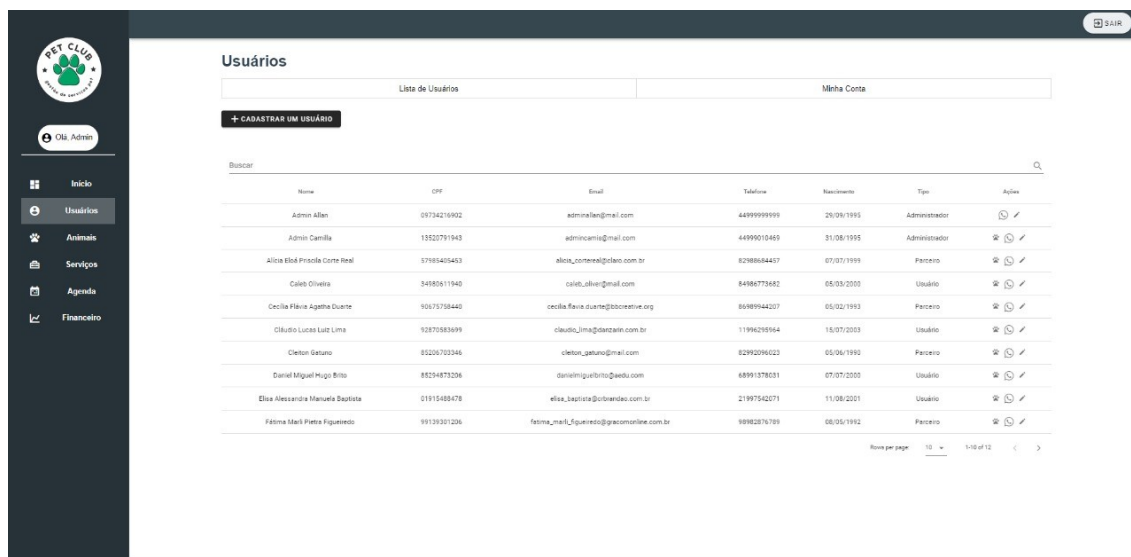 SAIR
PET CLUB
gestão de serviços pet
Olá, Admin
Início
Usuários
Animais
Serviços
Agenda
Financeiro
Usuários
Lista de Usuários Minha Conta
+ CADASTRAR UM USUÁRIO
Buscar
Nome CPF Email Telefone Nascimento Tipo Ações
Admin Allan 09734216902 adminallan@mail.com 44999999999 29/09/1995 Administrador
Admin Camilla 13520791943 admincamis@mail.com 44999010469 31/08/1995 Administrador
Alícia Eloá Priscila Corte Real 57985405453 alicia_cortereal@claro.com.br 82988684457 07/07/1999 Parceiro
Caleb Oliveira 34980611940 caleb_oliver@mail.com 84986773682 05/03/2000 Usuário
Cecília Flávia Agatha Duarte 90675758440 cecilia.flavia.duarte@bbcreative.org 86989944207 05/02/1993 Parceiro
Cláudio Lucas Luiz Lima 92870583699 claudio_lima@danzarin.com.br 11996295964 15/07/2003 Usuário
Cleiton Gatuno 85206703346 cleiton_gatuno@mail.com 82992096023 05/06/1990 Parceiro
Daniel Miguel Hugo Brito 85294873206 danielmiguelbrito@aedu.com 68991378031 07/07/2000 Usuário
Elisa Alessandra Manuela Baptista 01915488478 elisa_baptista@crbrandao.com.br 21997542071 11/08/2001 Usuário
Fátima Marli Pietra Figueiredo 99139301206 fatima_marli_figueiredo@gracomonline.com.br 98982876789 08/05/1992 Parceiro
Rows per page: 10 1-10 of 12